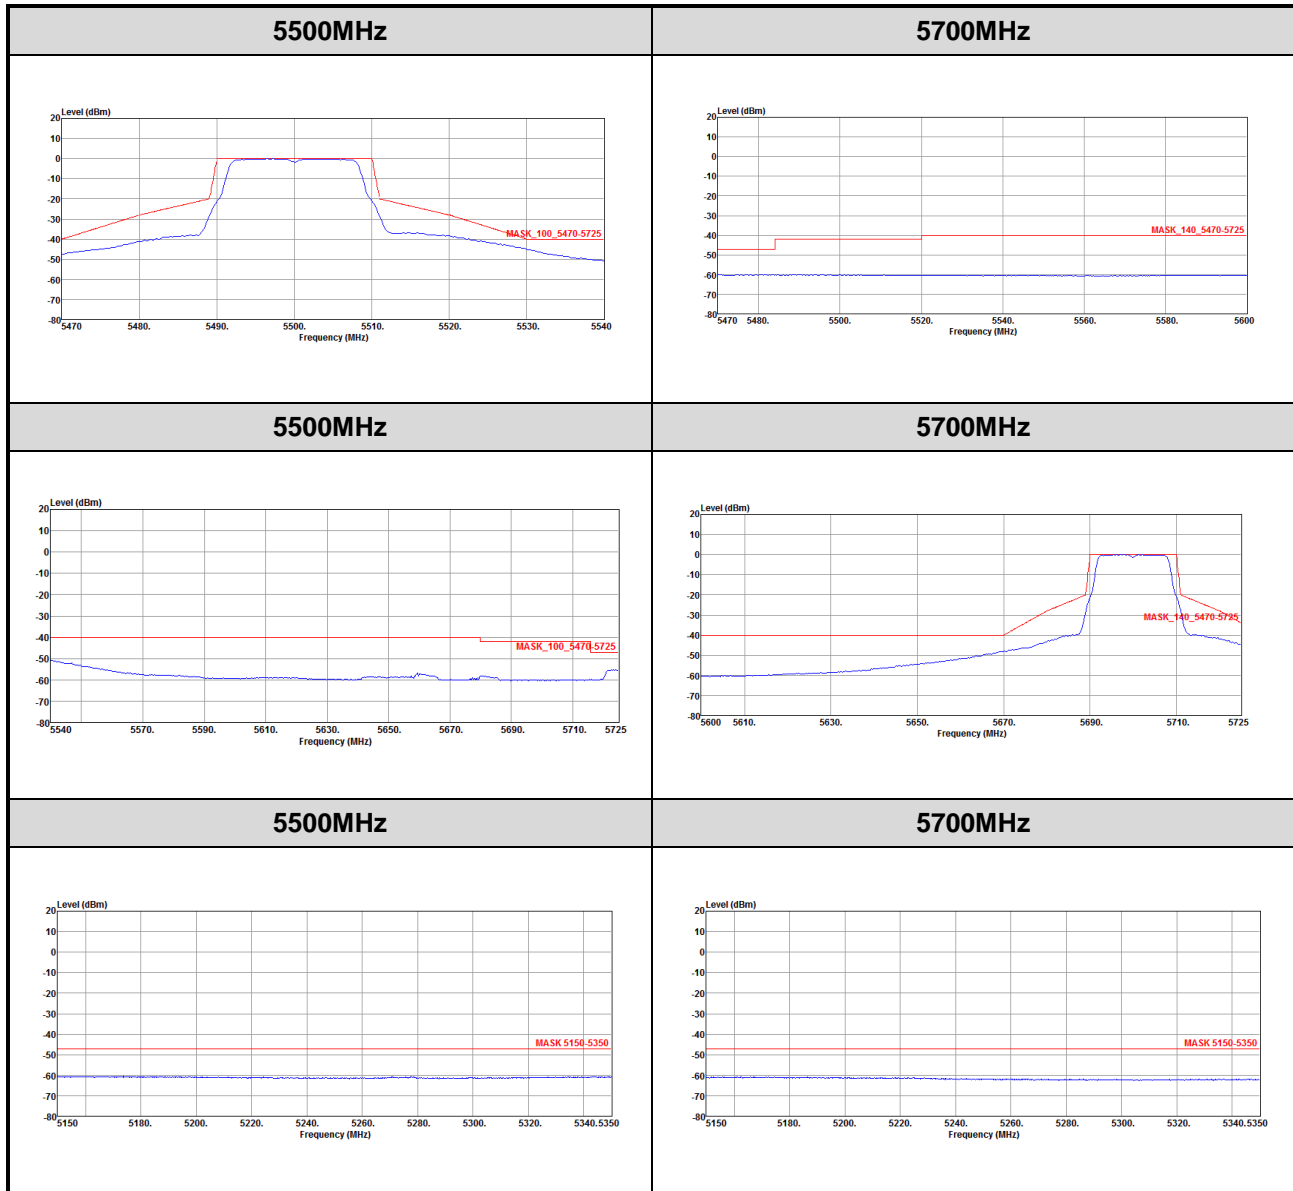 5500MHz
5700MHz
Level (dBm)
20
10
0
-10
-20
-30
-40
-50
-60
-70
-80
MASK_100_5470-5725
5470 5480. 5490. 5500. 5510. 5520. 5530. 5540
Frequency (MHz)
Level (dBm)
20
10
0
-10
-20
-30
-40
-50
-60
-70
-80
MASK_140_5470-5725
5470 5480. 5500. 5520. 5540. 5560. 5580. 5600
Frequency (MHz)
5500MHz
5700MHz
Level (dBm)
20
10
0
-10
-20
-30
-40
-50
-60
-70
-80
MASK_100_5470-5725
5540 5570. 5590. 5610. 5630. 5650. 5670. 5690. 5710. 5725
Frequency (MHz)
Level (dBm)
20
10
0
-10
-20
-30
-40
-50
-60
-70
-80
MASK_140_5470-5725
5600 5610. 5630. 5650. 5670. 5690. 5710. 5725
Frequency (MHz)
5500MHz
5700MHz
Level (dBm)
20
10
0
-10
-20
-30
-40
-50
-60
-70
-80
MASK 5150-5350
5150 5180. 5200. 5220. 5240. 5260. 5280. 5300. 5320. 5340.5350
Frequency (MHz)
Level (dBm)
20
10
0
-10
-20
-30
-40
-50
-60
-70
-80
MASK 5150-5350
5150 5180. 5200. 5220. 5240. 5260. 5280. 5300. 5320. 5340.5350
Frequency (MHz)